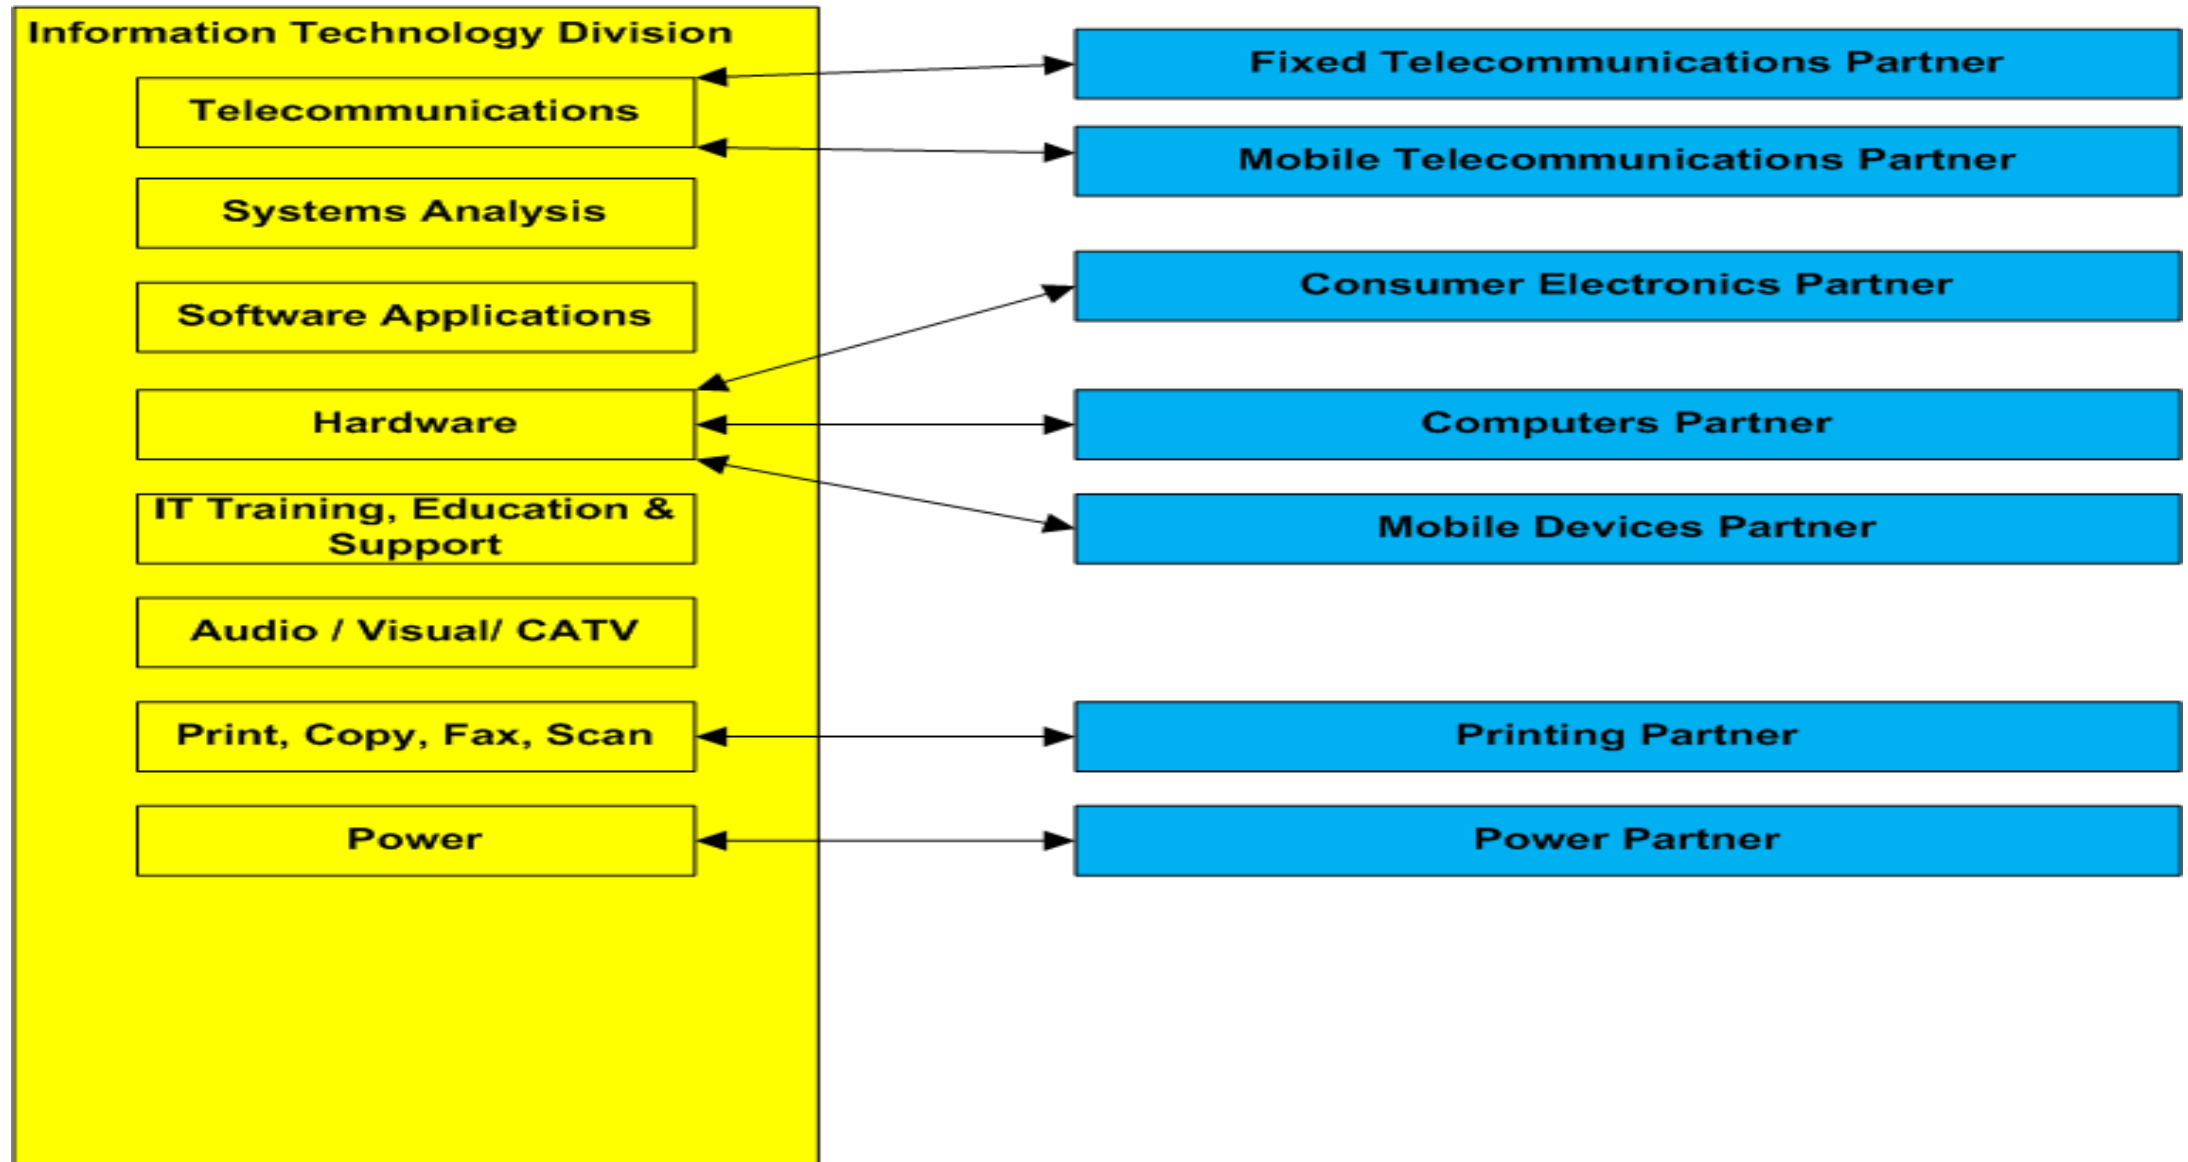 Information Technology Division
Telecommunications
Systems Analysis
Software Applications
Hardware
IT Training, Education &
Support
Audio / Visual/ CATV
Print, Copy, Fax, Scan
Power
Fixed Telecommunications Partner
Mobile Telecommunications Partner
Consumer Electronics Partner
Computers Partner
Mobile Devices Partner
Printing Partner
Power Partner